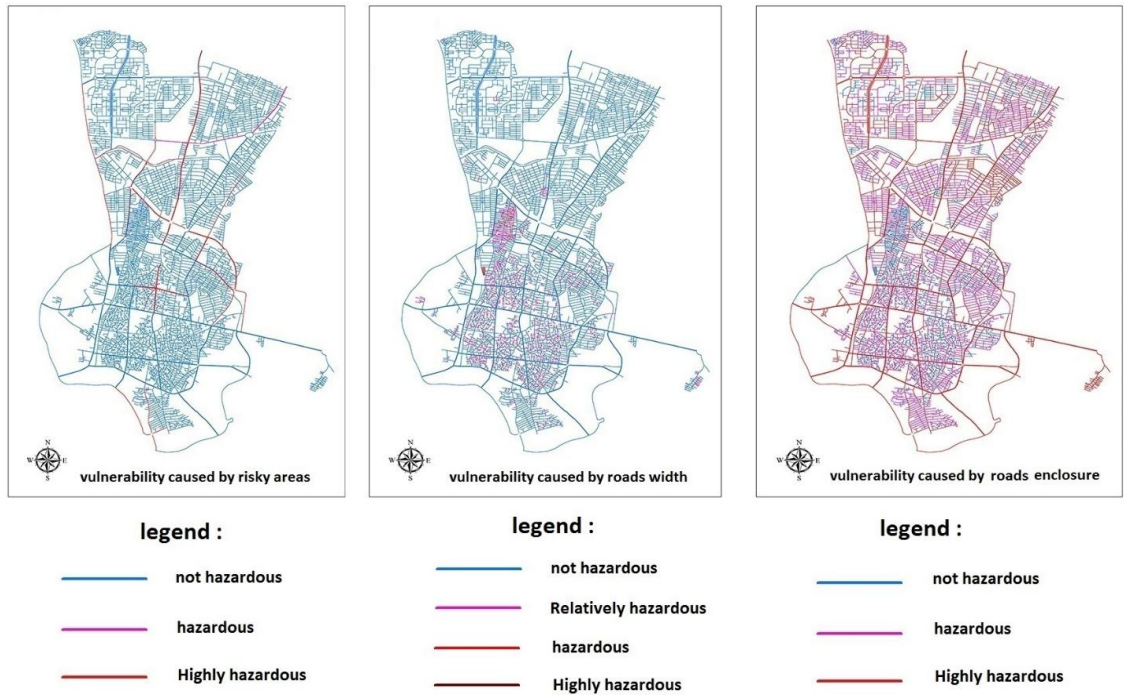 N
W E
S
vulnerability caused by risky areas
N
W E
S
vulnerability caused by roads width
N
W E
S
vulnerability caused by roads enclosure
legend :
not hazardous
hazardous
Highly hazardous
legend :
not hazardous
Relatively hazardous
hazardous
Highly hazardous
legend :
not hazardous
hazardous
Highly hazardous